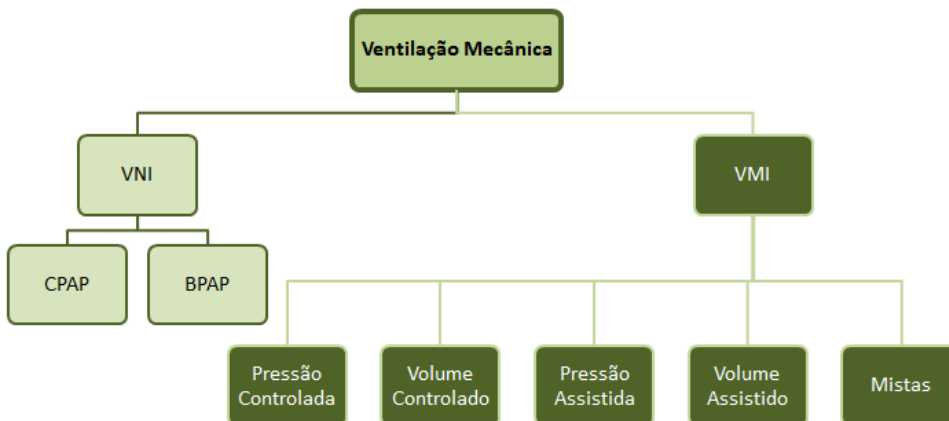 Ventilação Mecânica
VNI
VMI
CPAP
BPAP
Pressão
Controlada
Volume
Controlado
Pressão
Assistida
Volume
Assistido
Mistas